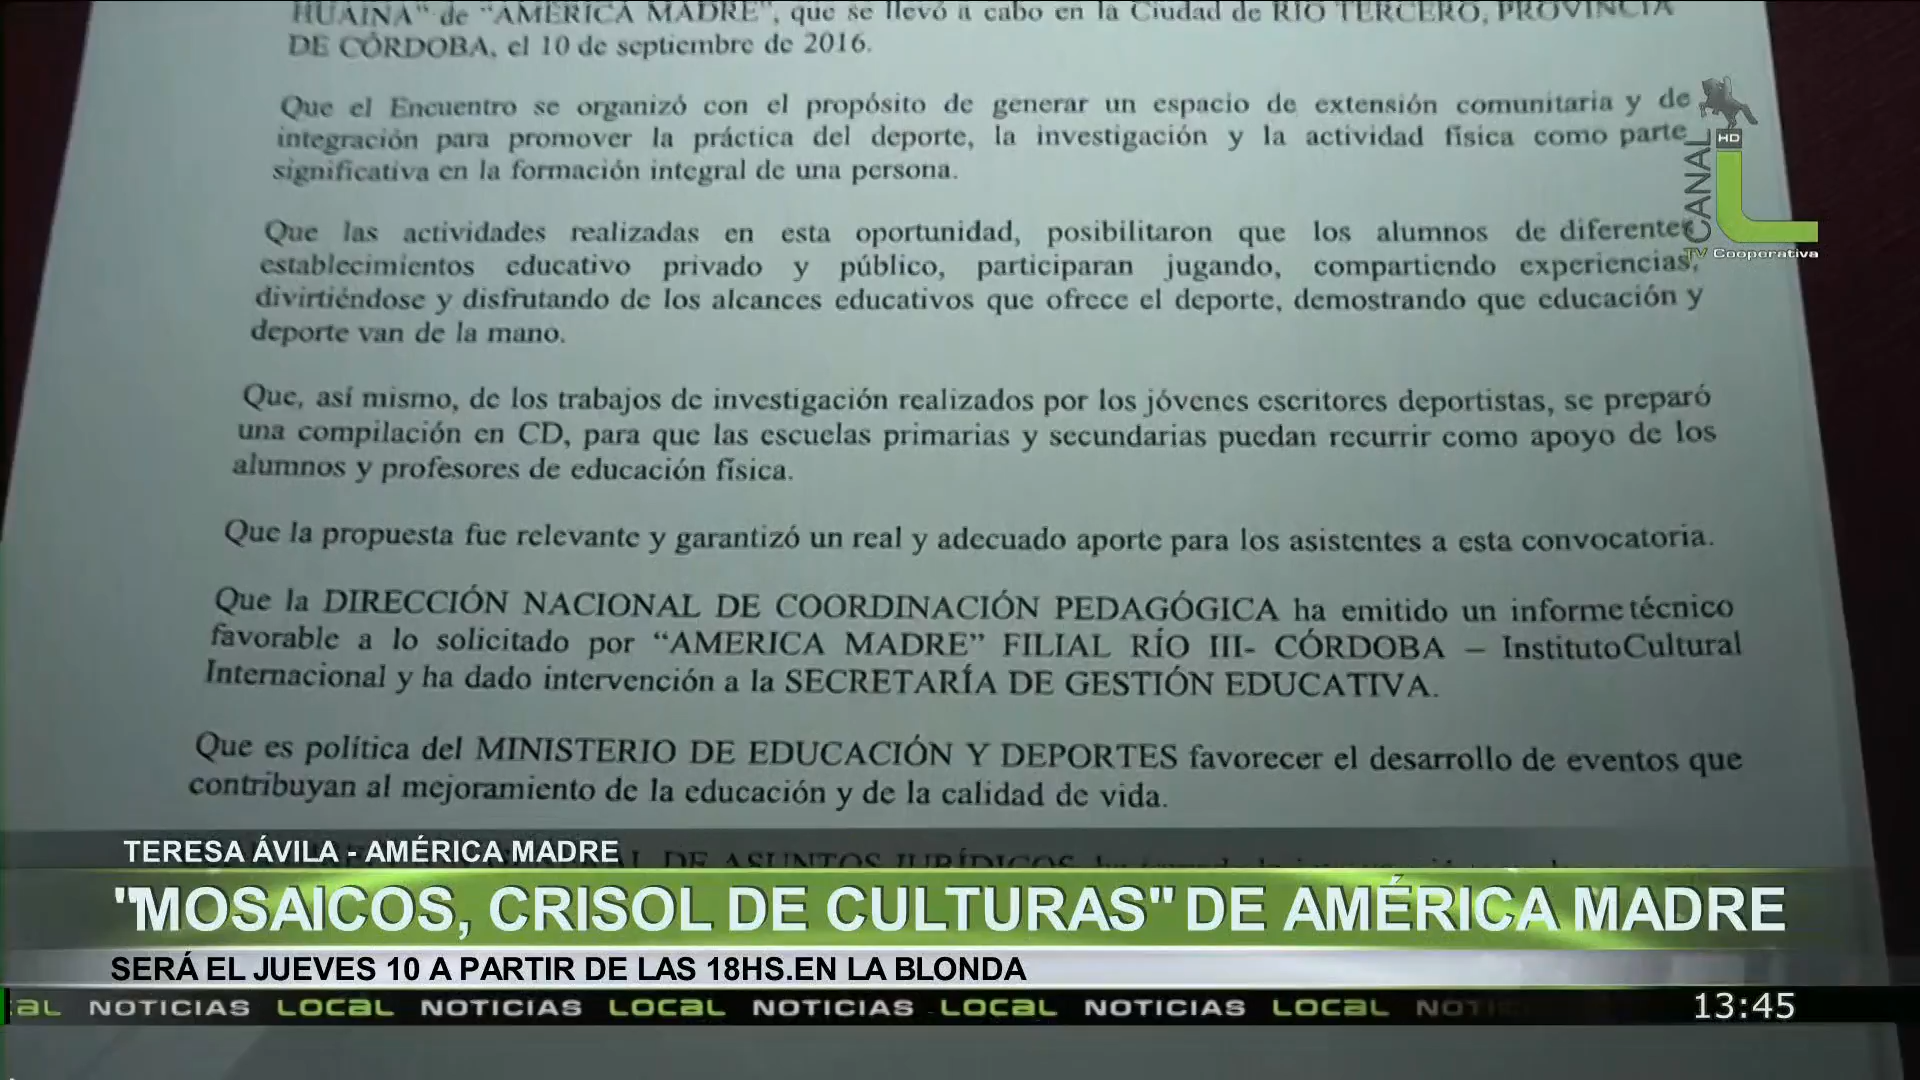 HUAINA" de "AMÉRICA MADRE", que se llevó a cabo en la Ciudad de RÍO TERCERO, PROVINCIA
DE CÓRDOBA, el 10 de septiembre de 2016.
Que el Encuentro se organizó con el propósito de generar un espacio de extensión comunitaria y de
integración para promover la práctica del deporte, la investigación y la actividad física como parte
significativa en la formación integral de una persona.
Que las actividades realizadas en esta oportunidad, posibilitaron que los alumnos de diferentes
establecimientos educativo privado y público, participaran jugando, compartiendo experiencias,
divirtiéndose y disfrutando de los alcances educativos que ofrece el deporte, demostrando que educación y
deporte van de la mano.
Que, así mismo, de los trabajos de investigación realizados por los jóvenes escritores deportistas, se preparó
una compilación en CD, para que las escuelas primarias y secundarias puedan recurrir como apoyo de los
alumnos y profesores de educación física.
Que la propuesta fue relevante y garantizó un real y adecuado aporte para los asistentes a esta convocatoria.
Que la DIRECCIÓN NACIONAL DE COORDINACIÓN PEDAGÓGICA ha emitido un informe técnico
favorable a lo solicitado por “AMERICA MADRE” FILIAL RÍO III- CÓRDOBA – Instituto Cultural
Internacional y ha dado intervención a la SECRETARÍA DE GESTIÓN EDUCATIVA.
Que es política del MINISTERIO DE EDUCACIÓN Y DEPORTES favorecer el desarrollo de eventos que
contribuyan al mejoramiento de la educación y de la calidad de vida.
DE ASUNTOS JURÍDICOS
CANAL
HD
TV Cooperativa
TERESA ÁVILA - AMÉRICA MADRE
"MOSAICOS, CRISOL DE CULTURAS" DE AMÉRICA MADRE
SERÁ EL JUEVES 10 A PARTIR DE LAS 18HS.EN LA BLONDA
NOTICIAS LOCAL NOTICIAS LOCAL NOTICIAS LOCAL NOTICIAS LOCAL
13:45